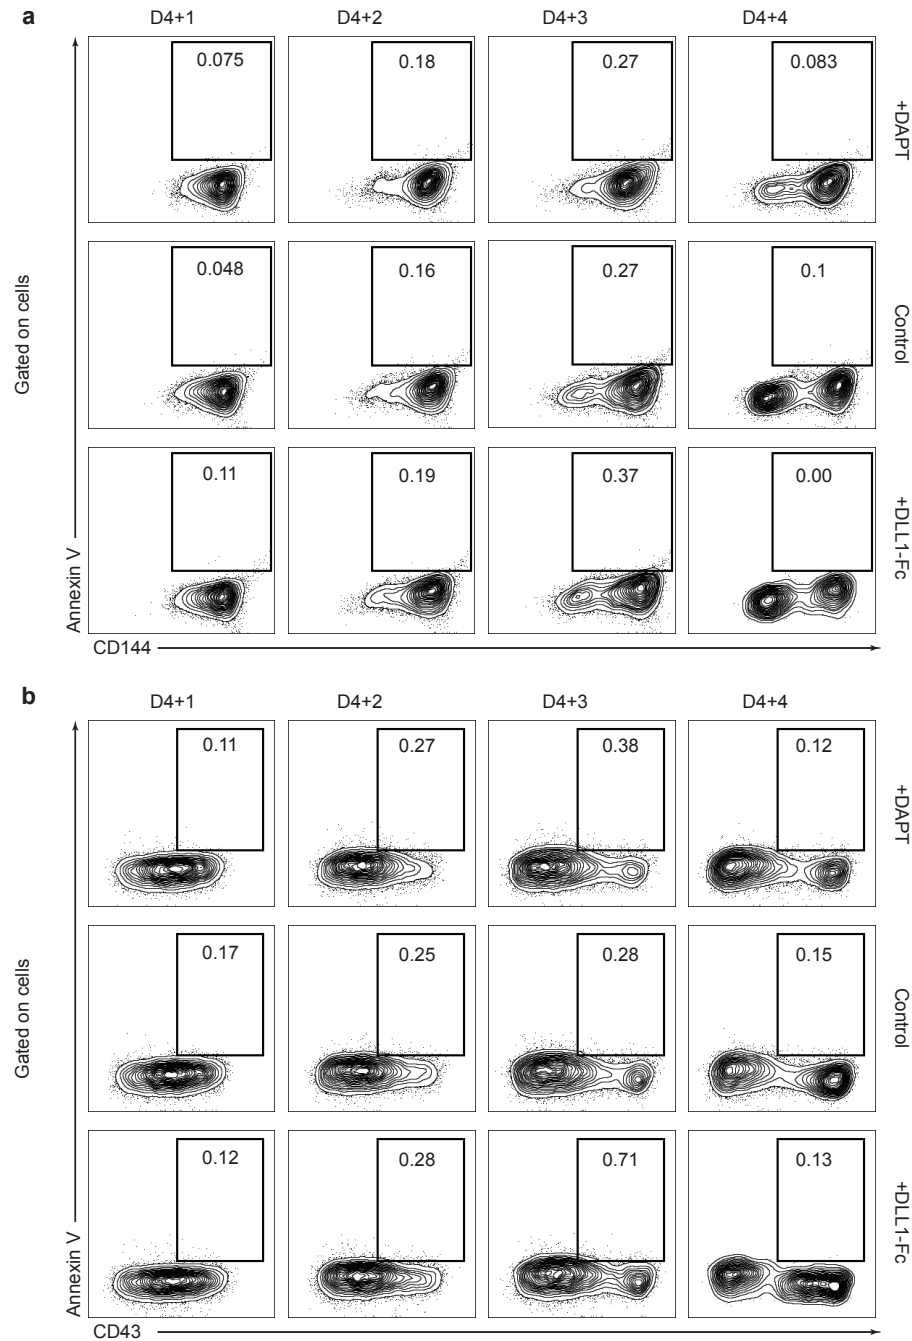 a
D4+1 D4+2 D4+3 D4+4
0.075 0.18 0.27 0.083
+DAPT
0.048 0.16 0.27 0.1
Control
Gated on cells
0.11 0.19 0.37 0.00
+DLL1-Fc
Annexin V
CD144
b
D4+1 D4+2 D4+3 D4+4
0.11 0.27 0.38 0.12
+DAPT
0.17 0.25 0.28 0.15
Control
Gated on cells
0.12 0.28 0.71 0.13
+DLL1-Fc
Annexin V
CD43